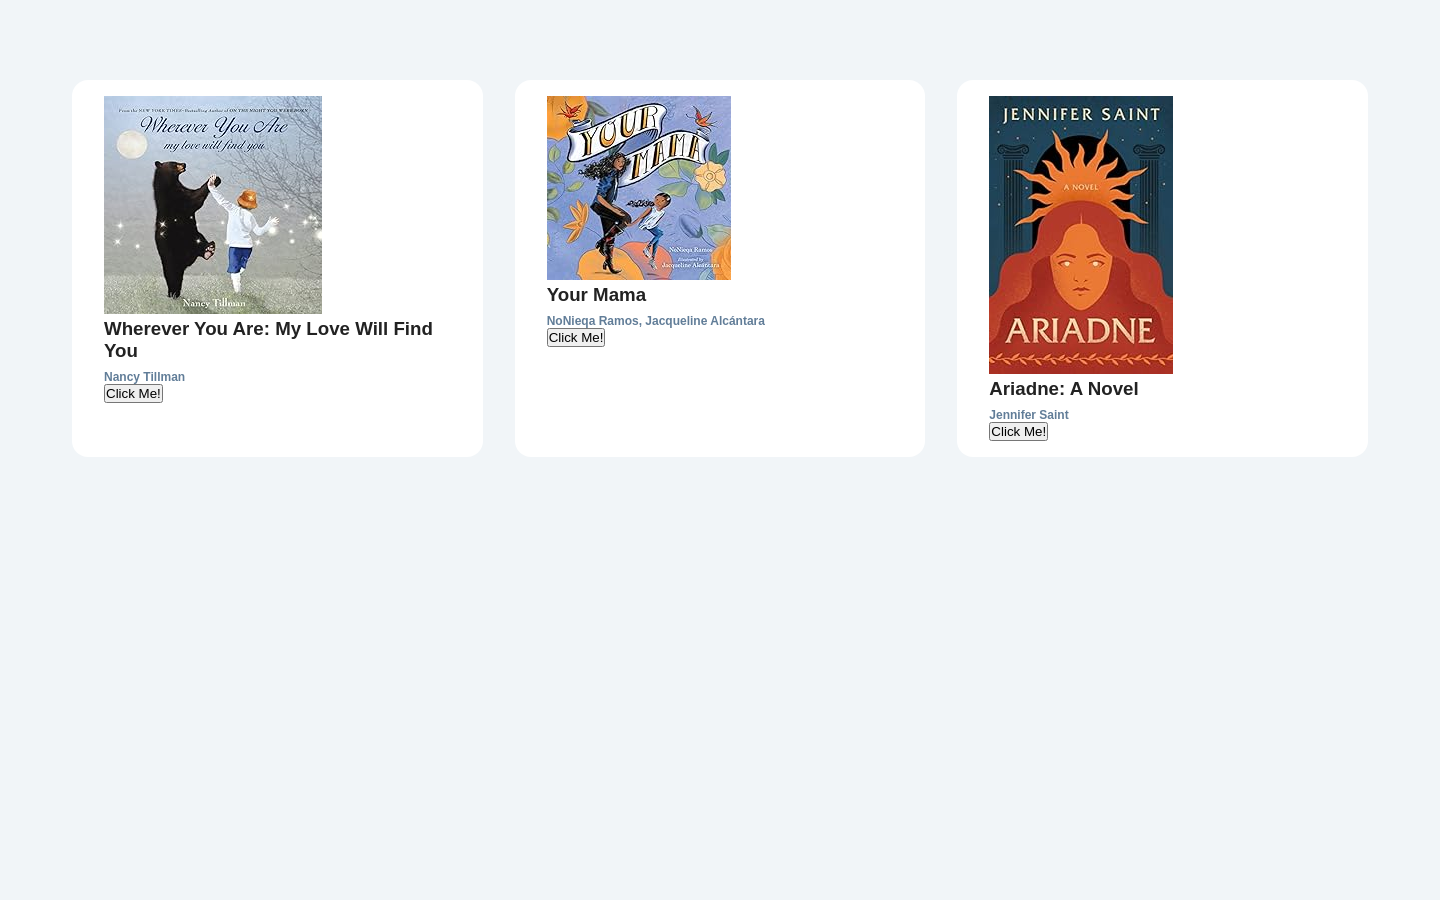 From the NEW YORK TIMES-Bestselling Author of ON THE NIGHT YOU WERE BORN
Wherever You Are
my love will find you
Nancy Tillman
Wherever You Are: My Love Will Find
You
Nancy Tillman
Click Me!
YOUR
MAMA
NoNieqa Ramos
Illustrated by
Jacqueline Alcántara
Your Mama
NoNieqa Ramos, Jacqueline Alcántara
Click Me!
JENNIFER SAINT
A NOVEL
ARIADNE
Ariadne: A Novel
Jennifer Saint
Click Me!